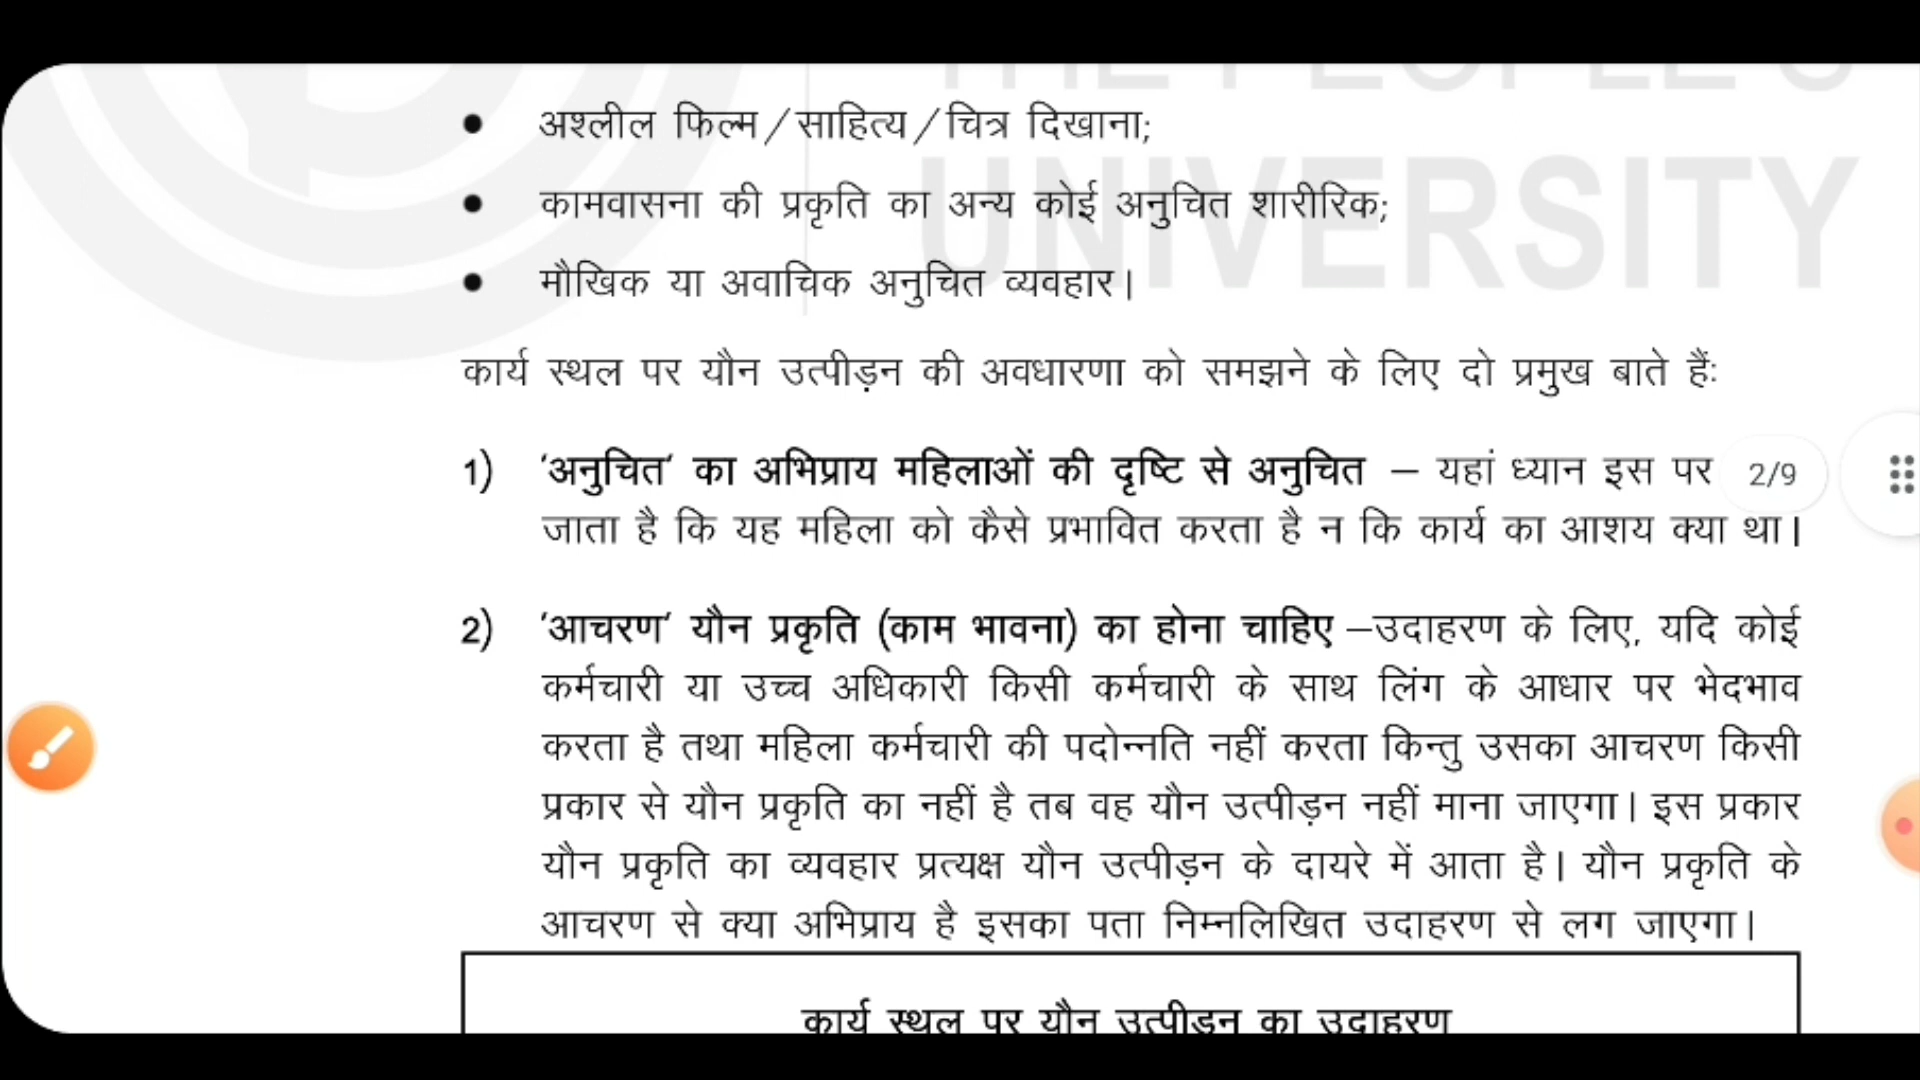 THE PEOPLE'S
UNIVERSITY
• अश्लील फिल्म/साहित्य/चित्र दिखाना;
• कामवासना की प्रकृति का अन्य कोई अनुचित शारीरिक;
• मौखिक या अवाचिक अनुचित व्यवहार।
कार्य स्थल पर यौन उत्पीड़न की अवधारणा को समझने के लिए दो प्रमुख बाते हैं:
1) 'अनुचित' का अभिप्राय महिलाओं की दृष्टि से अनुचित – यहां ध्यान इस पर
2/9
जाता है कि यह महिला को कैसे प्रभावित करता है न कि कार्य का आशय क्या था।
2) 'आचरण' यौन प्रकृति (काम भावना) का होना चाहिए –उदाहरण के लिए, यदि कोई
कर्मचारी या उच्च अधिकारी किसी कर्मचारी के साथ लिंग के आधार पर भेदभाव
करता है तथा महिला कर्मचारी की पदोन्नति नहीं करता किन्तु उसका आचरण किसी
प्रकार से यौन प्रकृति का नहीं है तब वह यौन उत्पीड़न नहीं माना जाएगा। इस प्रकार
यौन प्रकृति का व्यवहार प्रत्यक्ष यौन उत्पीड़न के दायरे में आता है। यौन प्रकृति के
आचरण से क्या अभिप्राय है इसका पता निम्नलिखित उदाहरण से लग जाएगा।
कार्य स्थल पर यौन उत्पीड़न का उदाहरण